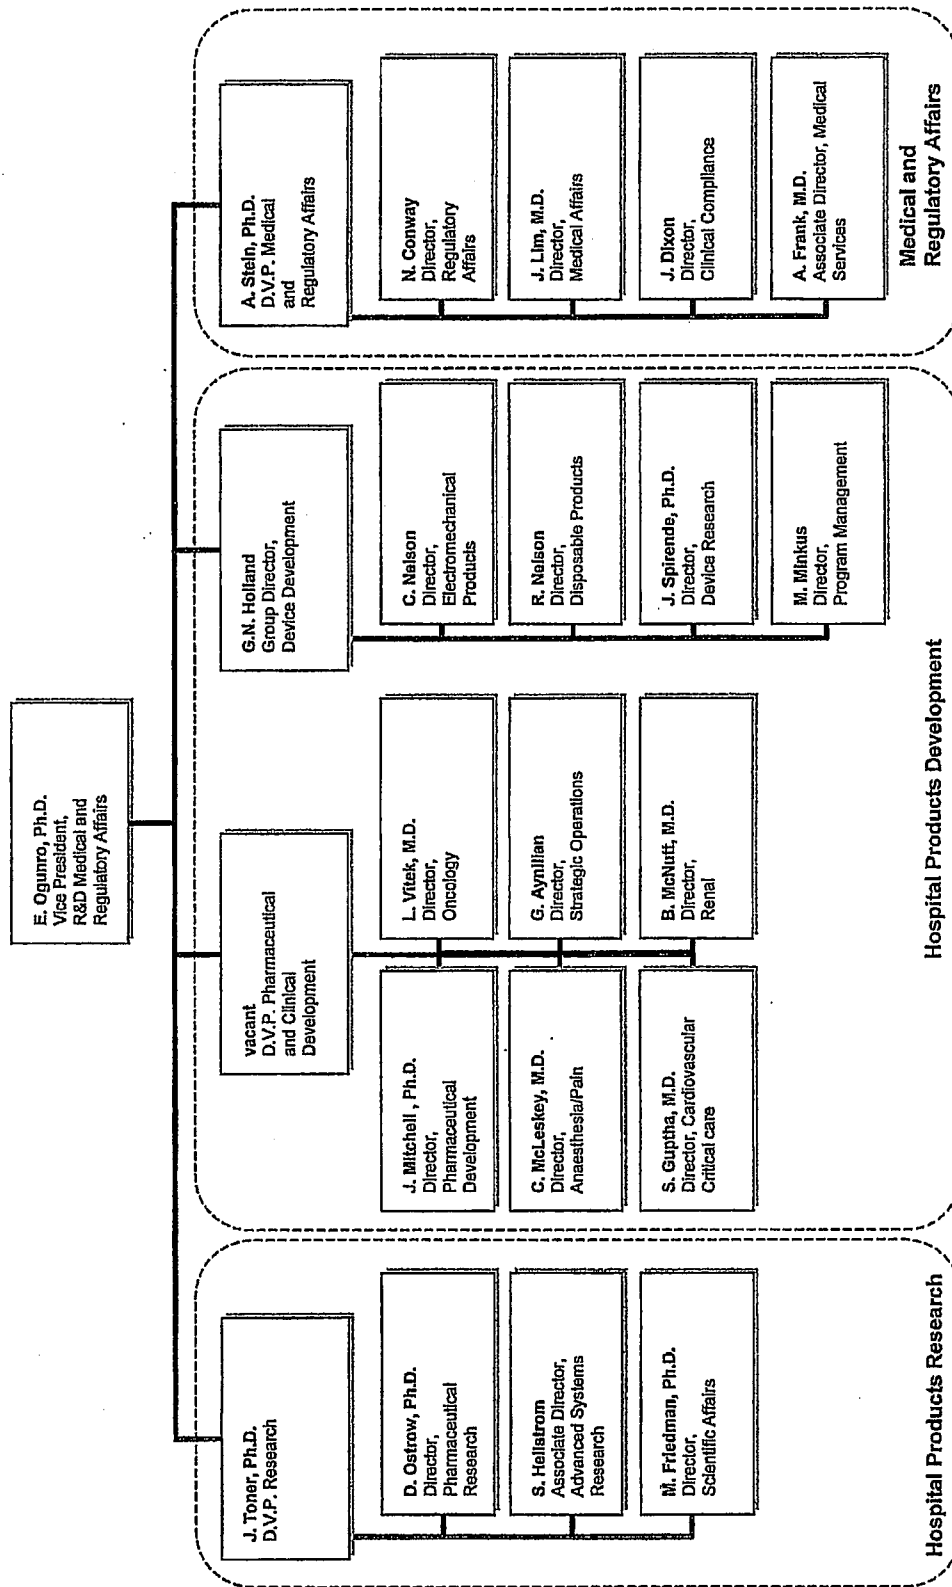 E. Ogunro, Ph.D.
Vice President,
R&D Medical and
Regulatory Affairs
J. Toner, Ph.D.
D.V.P. Research
D. Ostrow, Ph.D.
Director,
Pharmaceutical
Research
S. Hellstrom
Associate Director,
Advanced Systems
Research
M. Friedman, Ph.D.
Director,
Scientific Affairs
Hospital Products Research
vacant
D.V.P. Pharmaceutical
and Clinical
Development
J. Mitchell , Ph.D.
Director,
Pharmaceutical
Development
L. Vitek, M.D.
Director,
Oncology
C. McLeskey, M.D.
Director,
Anaesthesia/Pain
G. Aynilian
Director,
Strategic Operations
S. Guptha, M.D.
Director, Cardiovascular
Critical care
B. McNutt, M.D.
Director,
Renal
G.N. Holland
Group Director,
Device Development
C. Nelson
Director,
Electromechanical
Products
R. Nelson
Director,
Disposable Products
J. Spirende, Ph.D.
Director,
Device Research
M. Minkus
Director,
Program Management
Hospital Products Development
A. Stein, Ph.D.
D.V.P. Medical
and
Regulatory Affairs
N. Conway
Director,
Regulatory
Affairs
J. Lim, M.D.
Director,
Medical Affairs
J. Dixon
Director,
Clinical Compliance
A. Frank, M.D.
Associate Director, Medical
Services
Medical and
Regulatory Affairs